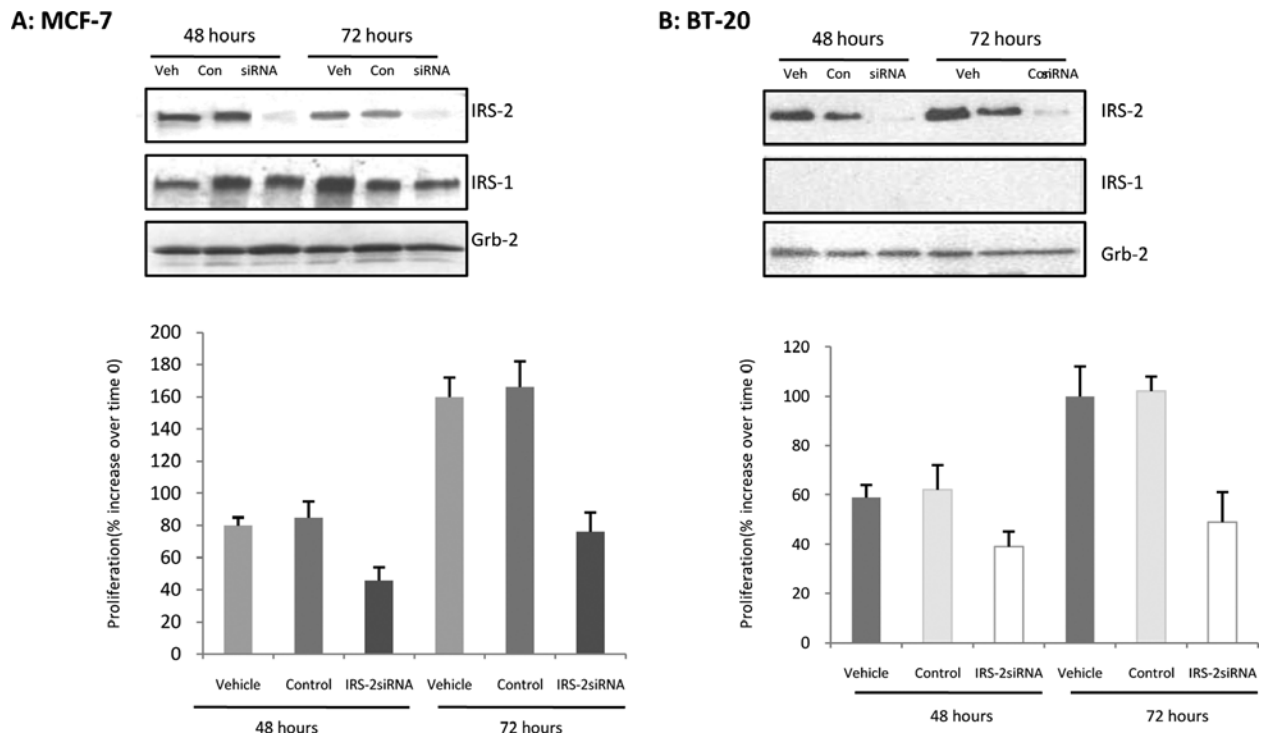 A: MCF-7
48 hours 72 hours
Veh Con siRNA Veh Con siRNA
IRS-2
IRS-1
Grb-2
Proliferation(% increase over time 0)
200
180
160
140
120
100
80
60
40
20
0
Vehicle Control IRS-2siRNA Vehicle Control IRS-2siRNA
48 hours 72 hours
B: BT-20
48 hours 72 hours
Veh Con siRNA Veh Con siRNA
IRS-2
IRS-1
Grb-2
Proliferation(% increase over time 0)
120
100
80
60
40
20
0
Vehicle Control IRS-2siRNA Vehicle Control IRS-2siRNA
48 hours 72 hours